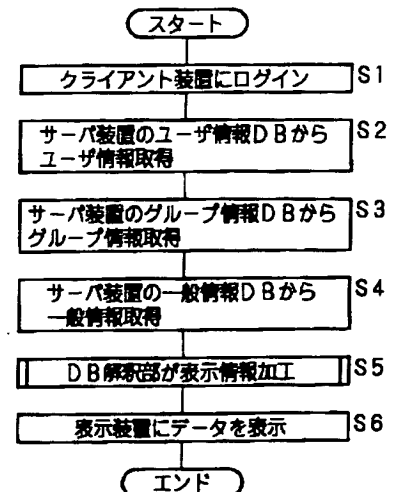 スタート
クライアント装置にログイン S1
サーバ装置のユーザ情報DBから S2
ユーザ情報取得
サーバ装置のグループ情報DBから S3
グループ情報取得
サーバ装置の一般情報DBから S4
一般情報取得
DB解釈部が表示情報加工 S5
表示装置にデータを表示 S6
エンド